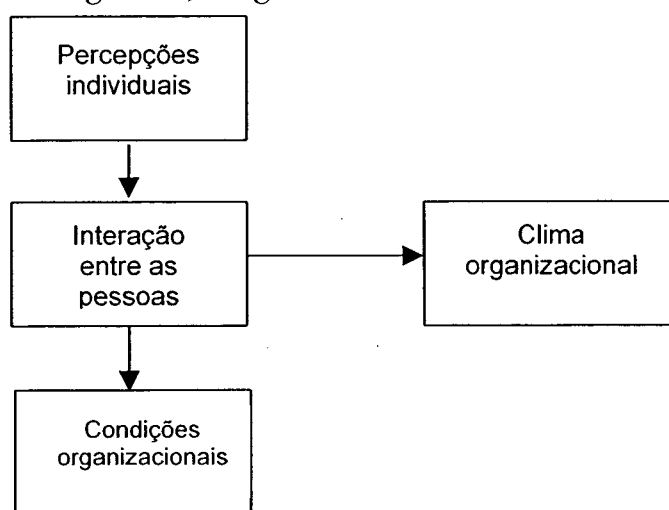 Percepções
individuais
Interação
entre as
pessoas
Clima
organizacional
Condições
organizacionais